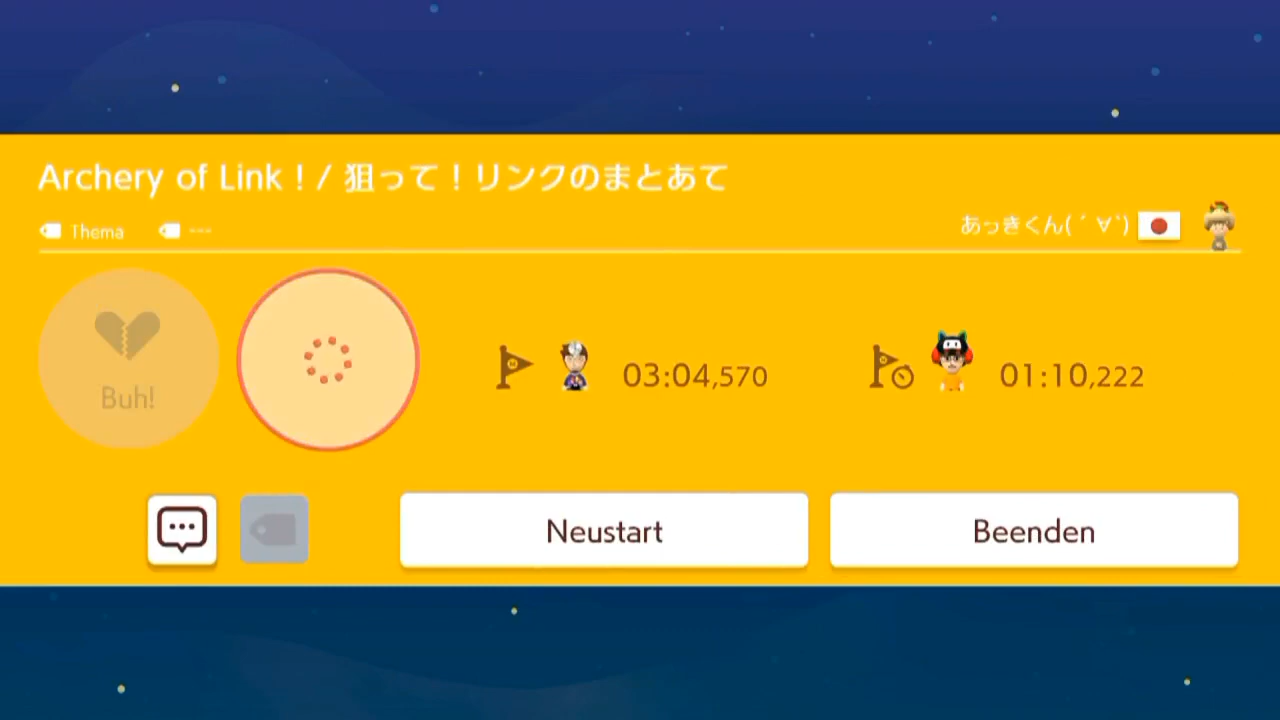 Archery of Link！/ 狙って！リンクのまとあて
Thema
---
あっきくん( ´ ∀`)
Buh!
03:04,570
01:10,222
Neustart
Beenden